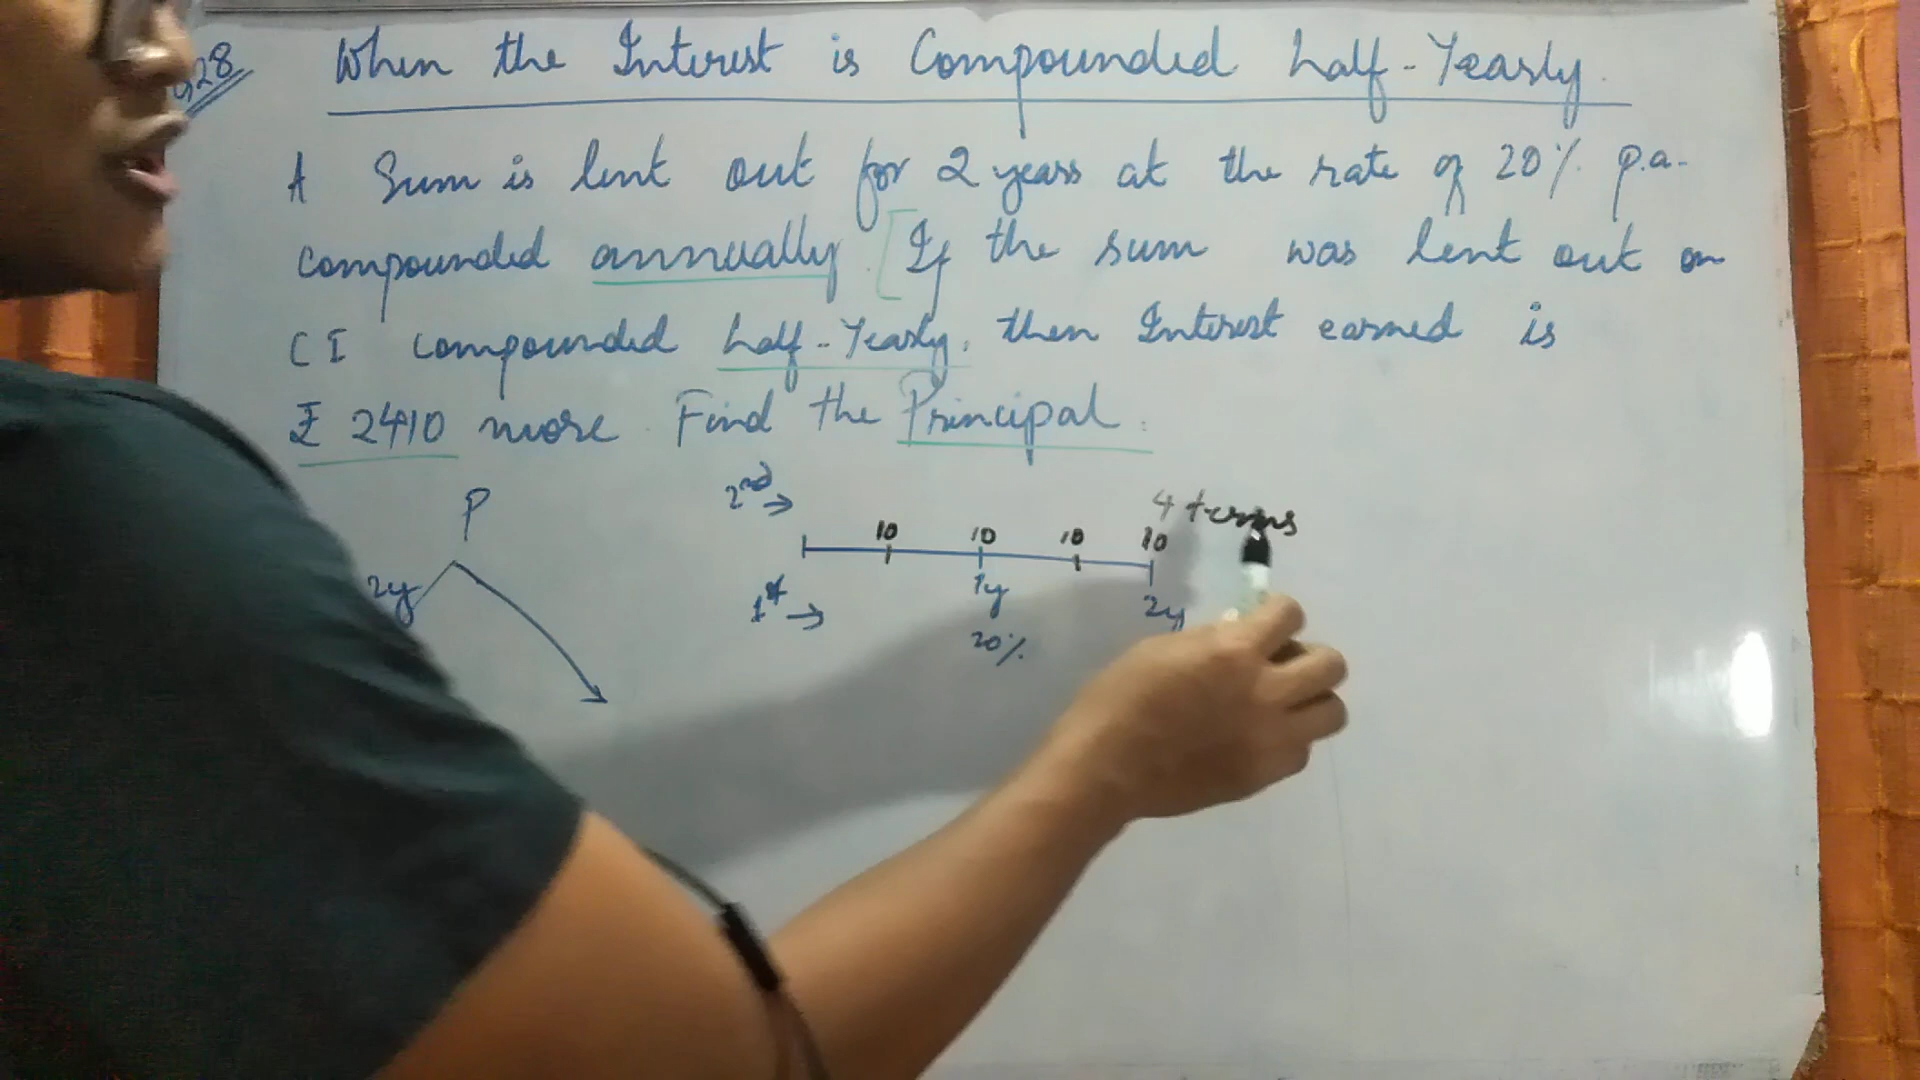 When the Interest is Compounded half-Yearly.
A Sum is lent out for 2 years at the rate of 20% p.a.
compounded annually. [If the sum was lent out on
CI compounded half-Yearly, then Interest earned is
₹ 2410 more. Find the Principal.
P
2y
2nd →
10 10 10 10
4 terms
1st →
1y 2y
20%